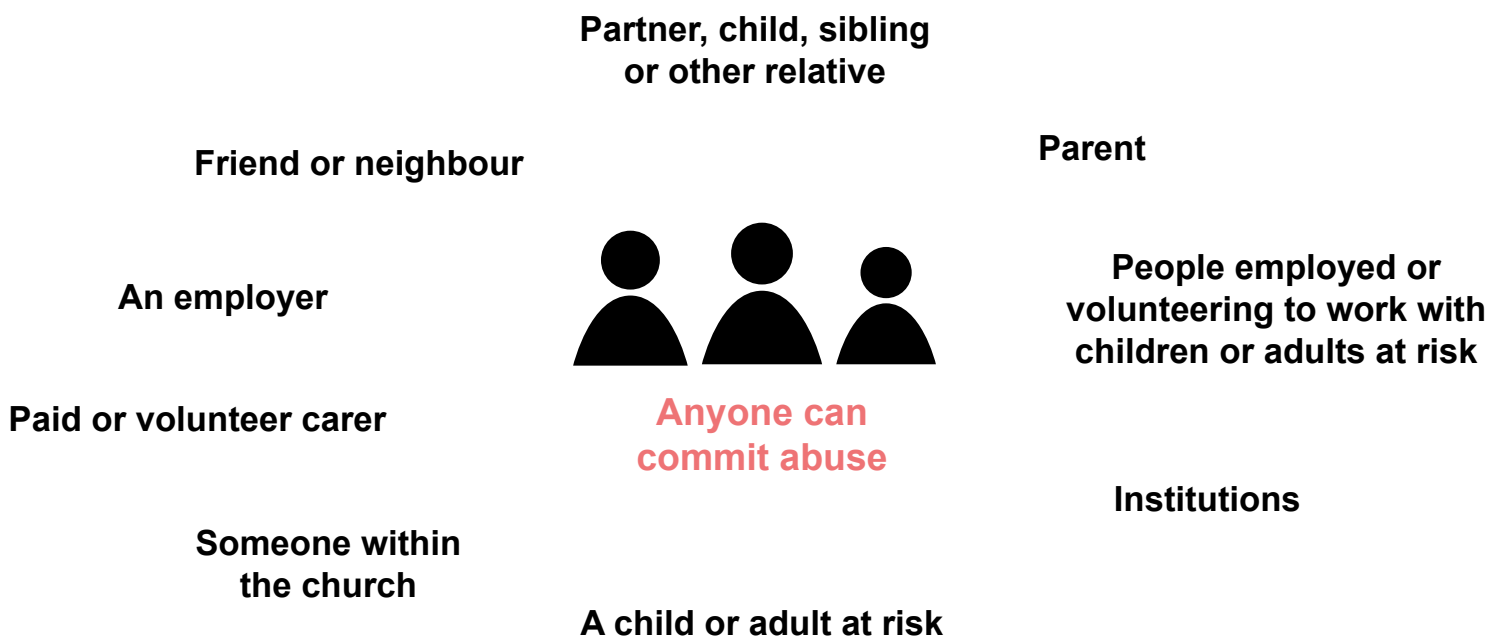 Partner, child, sibling
or other relative
Parent
Friend or neighbour
People employed or
volunteering to work with
children or adults at risk
An employer
Paid or volunteer carer
Anyone can
commit abuse
Institutions
Someone within
the church
A child or adult at risk